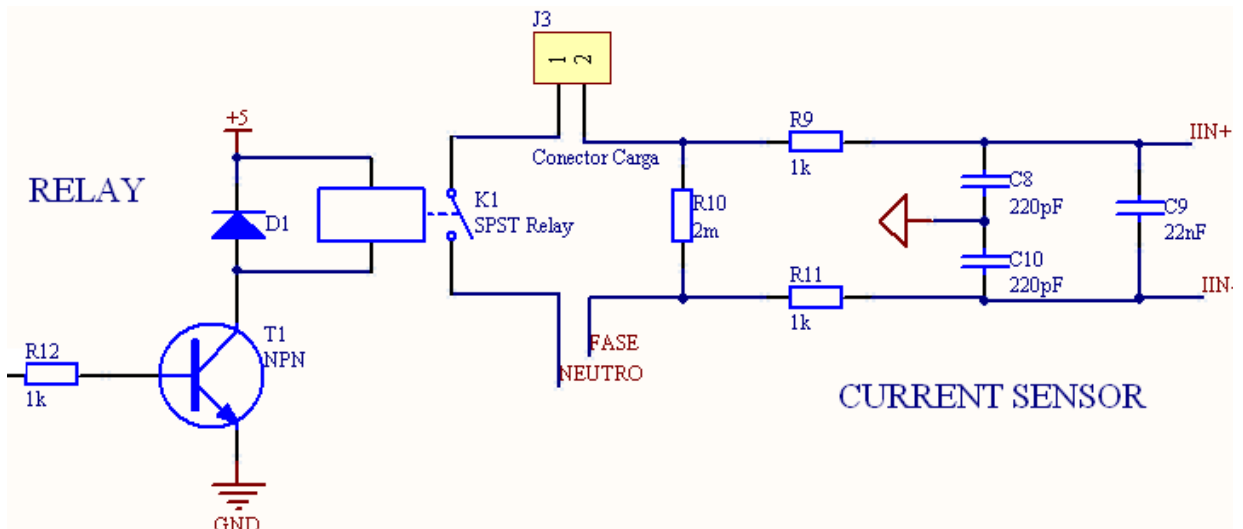 J3
1 2
Conector Carga
+5
RELAY
D1
K1
SPST Relay
R12
1k
T1
NPN
GND
FASE
NEUTRO
R10
2m
R9
1k
R11
1k
C8
220pF
C10
220pF
C9
22nF
IIN+
IIN-
CURRENT SENSOR